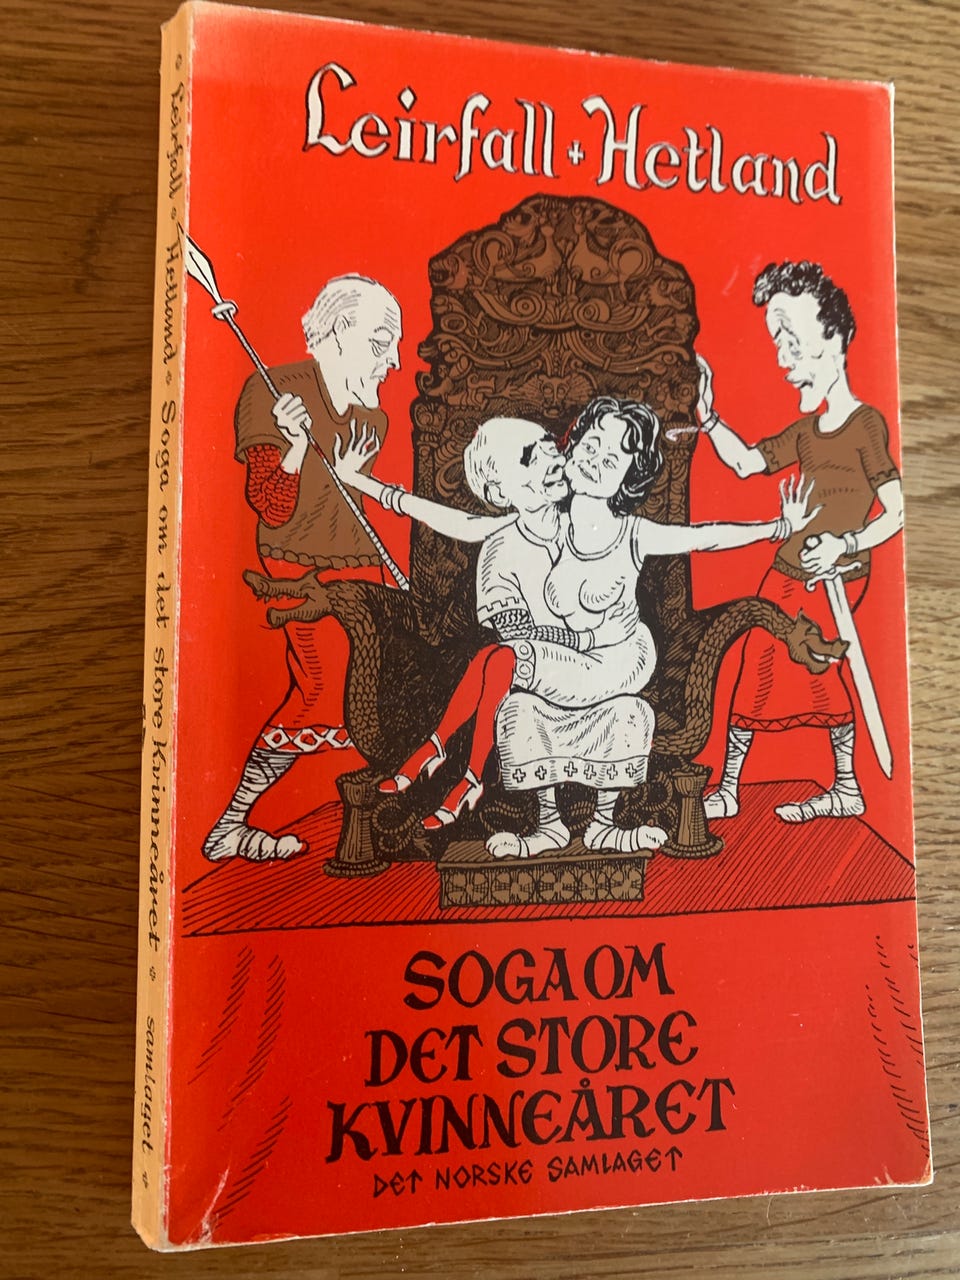 Leirfall + Hetland
SOGA OM
DET STORE
KVINNEÅRET
DET NORSKE SAMLAGET
Leirfall * Hetland * Soga om det store kvinneåret * samlaget *